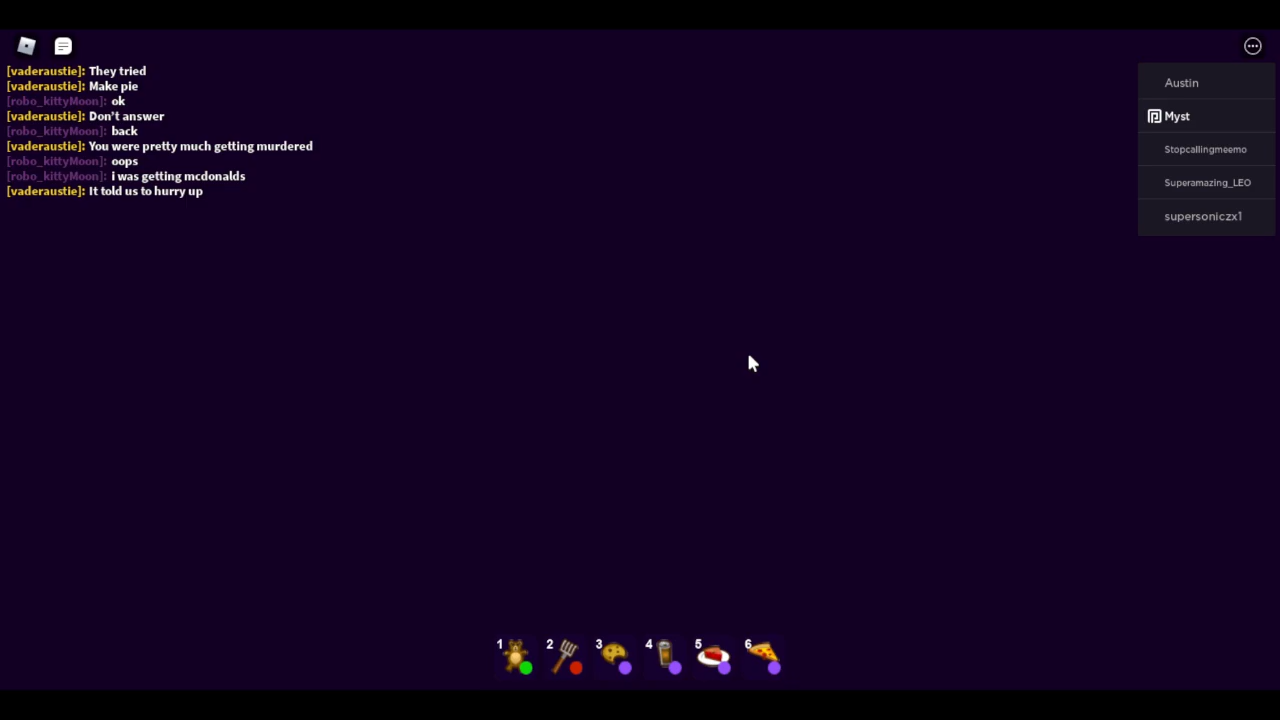 [vaderaustie]: They tried
[vaderaustie]: Make pie
[robo_kittyMoon]: ok
[vaderaustie]: Don't answer
[robo_kittyMoon]: back
[vaderaustie]: You were pretty much getting murdered
[robo_kittyMoon]: oops
[robo_kittyMoon]: i was getting mcdonalds
[vaderaustie]: It told us to hurry up
Austin
Myst
Stopcallingmeemo
Superamazing_LEO
supersoniczx1
1 2 3 4 5 6